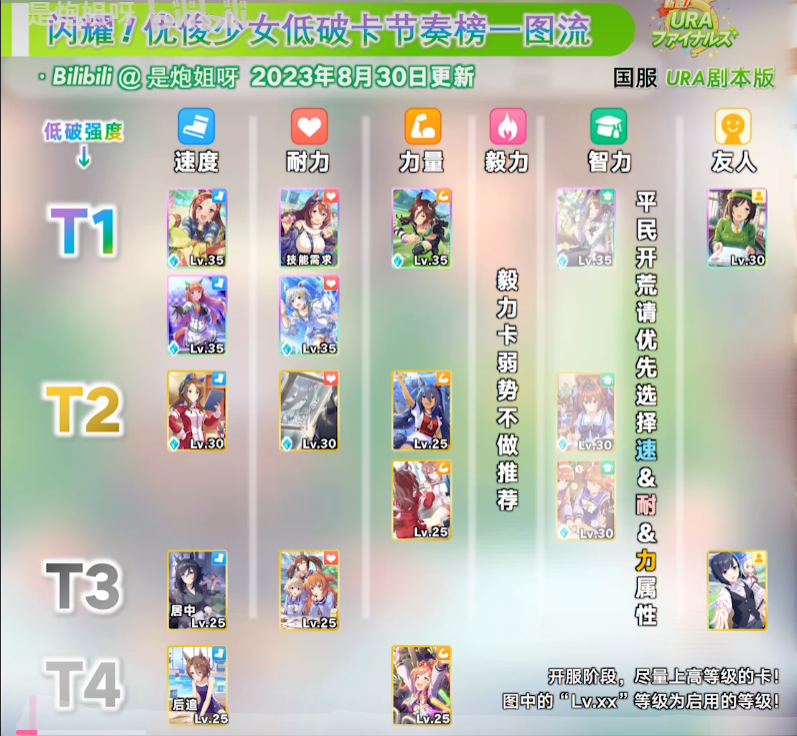 是炮姐呀 bilibili
闪耀！优俊少女低破卡节奏榜一图流
新設！
URA
ファイナルズ
·Bilibili @是炮姐呀 2023年8月30日更新
国服 URA剧本版
低破强度
↓
速度
耐力
力量
毅力
智力
友人
T1
Lv.35
技能需求
Lv.35
Lv.35
Lv.30
Lv.35
Lv.35
T2
Lv.30
Lv.30
Lv.25
Lv.30
Lv.25
Lv.30
毅力卡弱势不做推荐
平民开荒请优先选择速&耐&力属性
T3
居中
Lv.25
Lv.25
T4
后追
Lv.25
Lv.25
开服阶段，尽量上高等级的卡！
图中的“Lv.xx”等级为启用的等级！